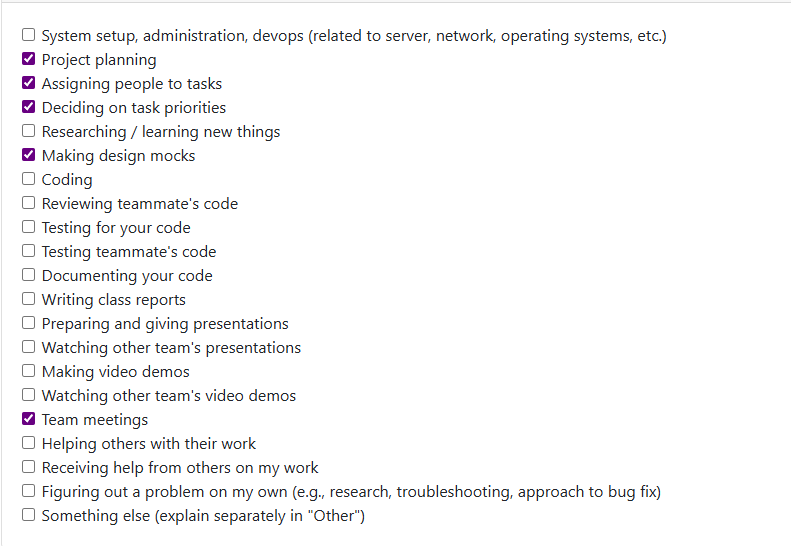 System setup, administration, devops (related to server, network, operating systems, etc.)
Project planning
Assigning people to tasks
Deciding on task priorities
Researching / learning new things
Making design mocks
Coding
Reviewing teammate's code
Testing for your code
Testing teammate's code
Documenting your code
Writing class reports
Preparing and giving presentations
Watching other team's presentations
Making video demos
Watching other team's video demos
Team meetings
Helping others with their work
Receiving help from others on my work
Figuring out a problem on my own (e.g., research, troubleshooting, approach to bug fix)
Something else (explain separately in "Other")